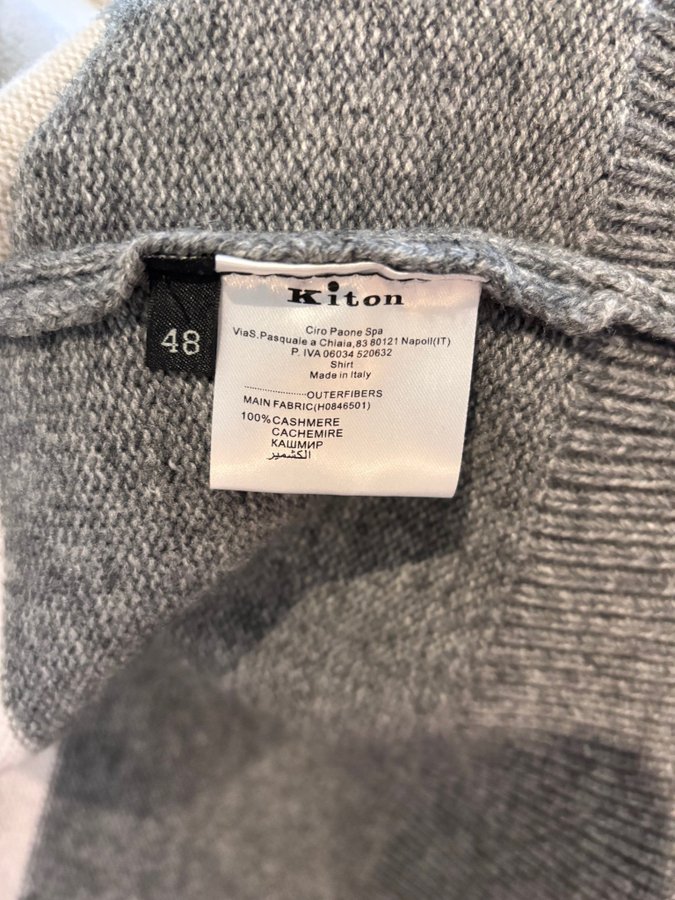 Kiton
48
Ciro Paone Spa
ViaS.Pasquale a Chiaia,83 80121 Napoll(IT)
P. IVA 06034 520632
Shirt
Made in Italy
.....................OUTERFIBERS
MAIN FABRIC(H0846501)
100%CASHMERE
CACHEMIRE
КАШМИР
الكشمير